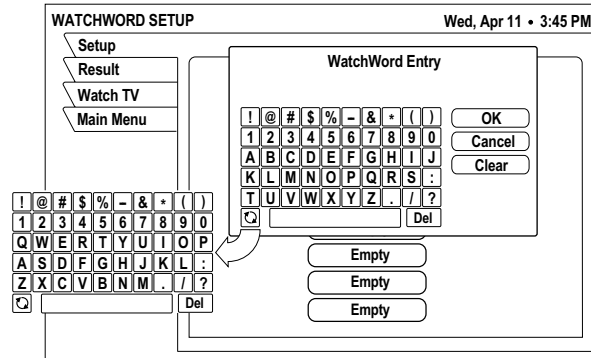 WATCHWORD SETUP
Wed, Apr 11 • 3:45 PM
Setup
Result
Watch TV
Main Menu
WatchWord Entry
! @ # $ % – & * ( )
1 2 3 4 5 6 7 8 9 0
A B C D E F G H I J
K L M N O P Q R S :
T U V W X Y Z . / ?
Del
OK
Cancel
Clear
! @ # $ % – & * ( )
1 2 3 4 5 6 7 8 9 0
Q W E R T Y U I O P
A S D F G H J K L :
Z X C V B N M . / ?
Del
Empty
Empty
Empty